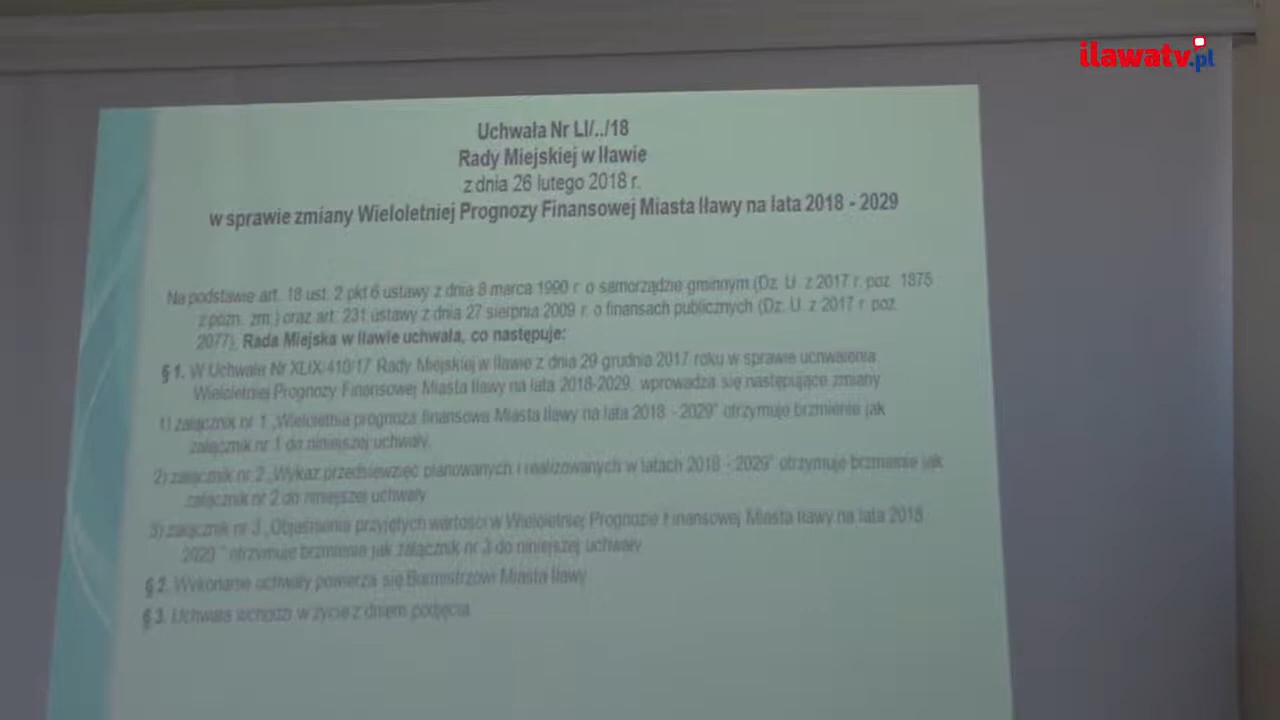 ilawatv.pl
Uchwała Nr LI/../18
Rady Miejskiej w Iławie
z dnia 26 lutego 2018 r.
w sprawie zmiany Wieloletniej Prognozy Finansowej Miasta Iławy na lata 2018 - 2029
Na podstawie art. 18 ust. 2 pkt 6 ustawy z dnia 8 marca 1990 r. o samorządzie gminnym (Dz. U. z 2017 r. poz. 1875
z późn. zm.) oraz art. 231 ustawy z dnia 27 sierpnia 2009 r. o finansach publicznych (Dz. U. z 2017 r. poz.
2077), Rada Miejska w Iławie uchwala, co następuje:
§ 1. W Uchwale Nr XLIX/410/17 Rady Miejskiej w Iławie z dnia 29 grudnia 2017 roku w sprawie uchwalenia
Wieloletniej Prognozy Finansowej Miasta Iławy na lata 2018-2029, wprowadza się następujące zmiany
1) załącznik nr 1 „Wieloletnia prognoza finansowa Miasta Iławy na lata 2018 - 2029" otrzymuje brzmienie jak
załącznik nr 1 do niniejszej uchwały,
2) załącznik nr 2 „Wykaz przedsięwzięć planowanych i realizowanych w latach 2018 - 2029" otrzymuje brzmienie jak
załącznik nr 2 do niniejszej uchwały
3) załącznik nr 3 „Objaśnienia przyjętych wartości w Wieloletniej Prognozie Finansowej Miasta Iławy na lata 2018
2029 " otrzymuje brzmienie jak załącznik nr 3 do niniejszej uchwały
§ 2. Wykonanie uchwały powierza się Burmistrzowi Miasta Iławy
§ 3. Uchwała wchodzi w życie z dniem podjęcia